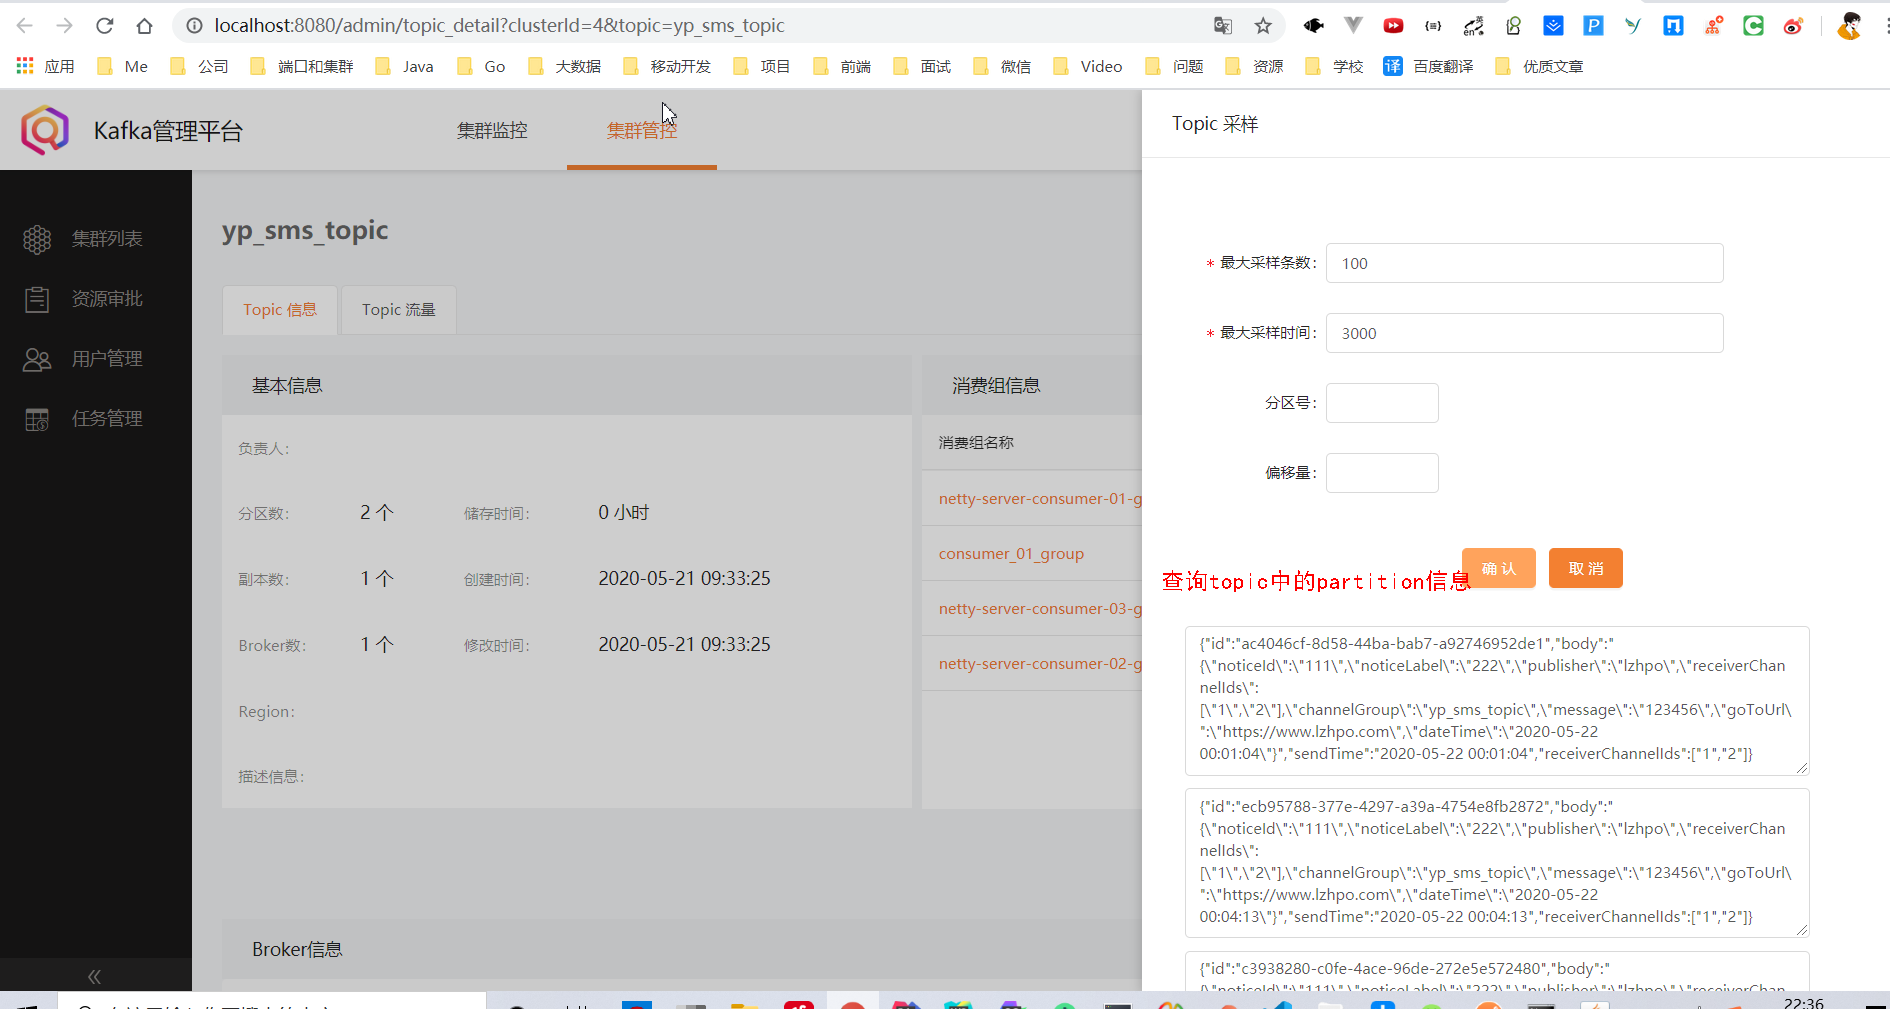 localhost:8080/admin/topic_detail?clusterId=4&topic=yp_sms_topic
应用 Me 公司 端口和集群 Java Go 大数据 移动开发 项目 前端 面试 微信 Video 问题 资源 学校 百度翻译 优质文章
Kafka管理平台
集群监控
集群管控
集群列表
资源审批
用户管理
任务管理
yp_sms_topic
Topic 信息
Topic 流量
基本信息
负责人:
分区数: 2 个 储存时间: 0 小时
副本数: 1 个 创建时间: 2020-05-21 09:33:25
Broker数: 1 个 修改时间: 2020-05-21 09:33:25
Region:
描述信息:
消费组信息
消费组名称
netty-server-consumer-01-g
consumer_01_group
netty-server-consumer-03-g
netty-server-consumer-02-g
Broker信息
Topic 采样
* 最大采样条数: 100
* 最大采样时间: 3000
分区号:
偏移量:
确 认
取 消
查询topic中的partition信息
{"id":"ac4046cf-8d58-44ba-bab7-a92746952de1","body":"
{\"noticeId\":\"111\",\"noticeLabel\":\"222\",\"publisher\":\"lzhpo\",\"receiverChan
nelIds\":
[\"1\",\"2\"],\"channelGroup\":\"yp_sms_topic\",\"message\":\"123456\",\"goToUrl\
":\"https://www.lzhpo.com\",\"dateTime\":\"2020-05-22
00:01:04\"}","sendTime":"2020-05-22 00:01:04","receiverChannelIds":["1","2"]}
{"id":"ecb95788-377e-4297-a39a-4754e8fb2872","body":"
{\"noticeId\":\"111\",\"noticeLabel\":\"222\",\"publisher\":\"lzhpo\",\"receiverChan
nelIds\":
[\"1\",\"2\"],\"channelGroup\":\"yp_sms_topic\",\"message\":\"123456\",\"goToUrl\
":\"https://www.lzhpo.com\",\"dateTime\":\"2020-05-22
00:04:13\"}","sendTime":"2020-05-22 00:04:13","receiverChannelIds":["1","2"]}
{"id":"c3938280-c0fe-4ace-96de-272e5e572480","body":"
{\"noticeId\":\"111\",\"noticeLabel\":\"222\",\"publisher\":\"lzhpo\",\"receiverChan
22:36